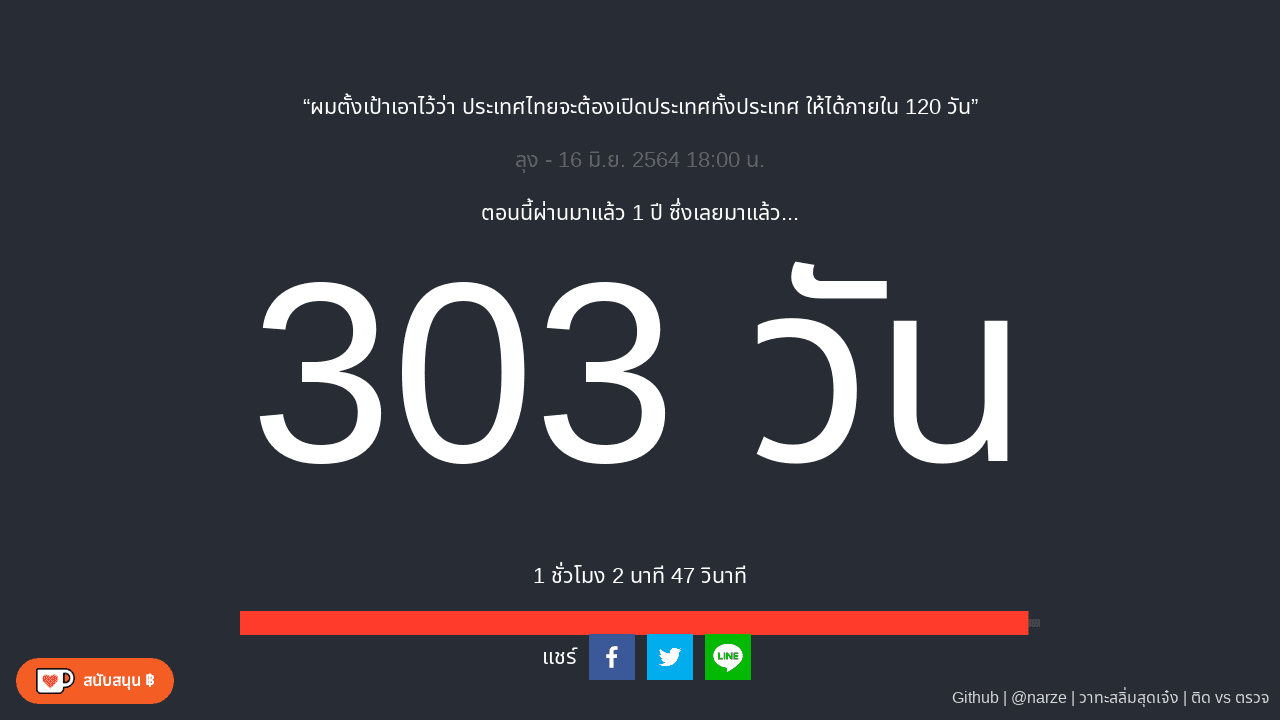 “ผมตั้งเป้าเอาไว้ว่า ประเทศไทยจะต้องเปิดประเทศทั้งประเทศ ให้ได้ภายใน 120 วัน”
ลุง - 16 มิ.ย. 2564 18:00 น.
ตอนนี้ผ่านมาแล้ว 1 ปี ซึ่งเลยมาแล้ว...
303 วัน
1 ชั่วโมง 2 นาที 47 วินาที
แชร์
LINE
สนับสนุน ฿
Github | @narze | วาทะสลิ่มสุดเจ๋ง | ติด vs ตรวจ